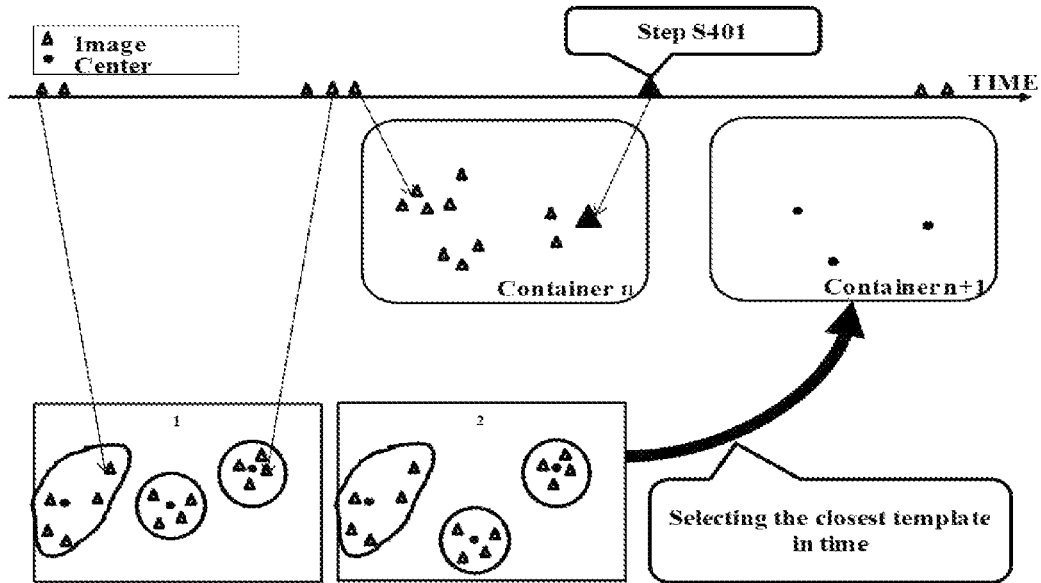 Step S401
Image
Center
TIME
Container n
Container n+1
1
2
Selecting the closest template
in time